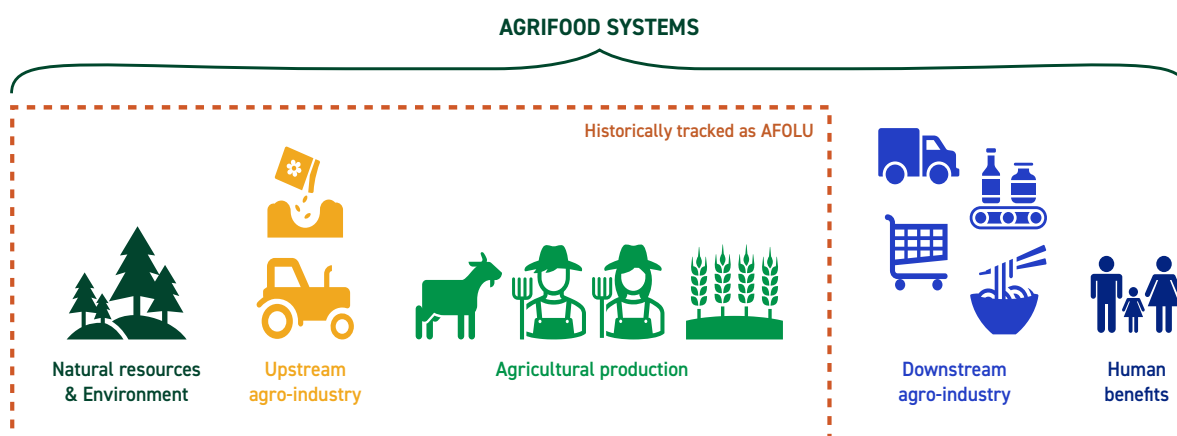 AGRIFOOD SYSTEMS
Historically tracked as AFOLU
Natural resources
& Environment
Upstream
agro-industry
Agricultural production
Downstream
agro-industry
Human
benefits